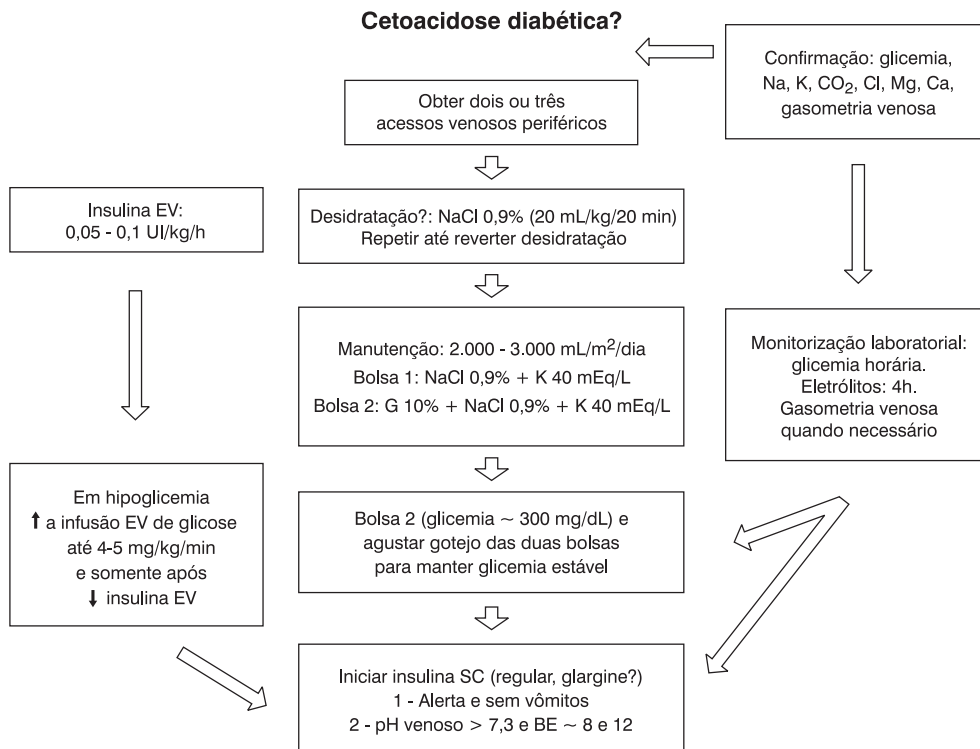 Cetoacidose diabética?
Confirmação: glicemia,
Na, K, CO₂, Cl, Mg, Ca,
gasometria venosa
Obter dois ou três
acessos venosos periféricos
Insulina EV:
0,05 - 0,1 UI/kg/h
Desidratação?: NaCl 0,9% (20 mL/kg/20 min)
Repetir até reverter desidratação
Manutenção: 2.000 - 3.000 mL/m²/dia
Bolsa 1: NaCl 0,9% + K 40 mEq/L
Bolsa 2: G 10% + NaCl 0,9% + K 40 mEq/L
Monitorização laboratorial:
glicemia horária.
Eletrólitos: 4h.
Gasometria venosa
quando necessário
Em hipoglicemia
⬆ a infusão EV de glicose
até 4-5 mg/kg/min
e somente após
⬇ insulina EV
Bolsa 2 (glicemia ~ 300 mg/dL) e
agustar gotejo das duas bolsas
para manter glicemia estável
Iniciar insulina SC (regular, glargine?)
1 - Alerta e sem vômitos
2 - pH venoso > 7,3 e BE ~ 8 e 12